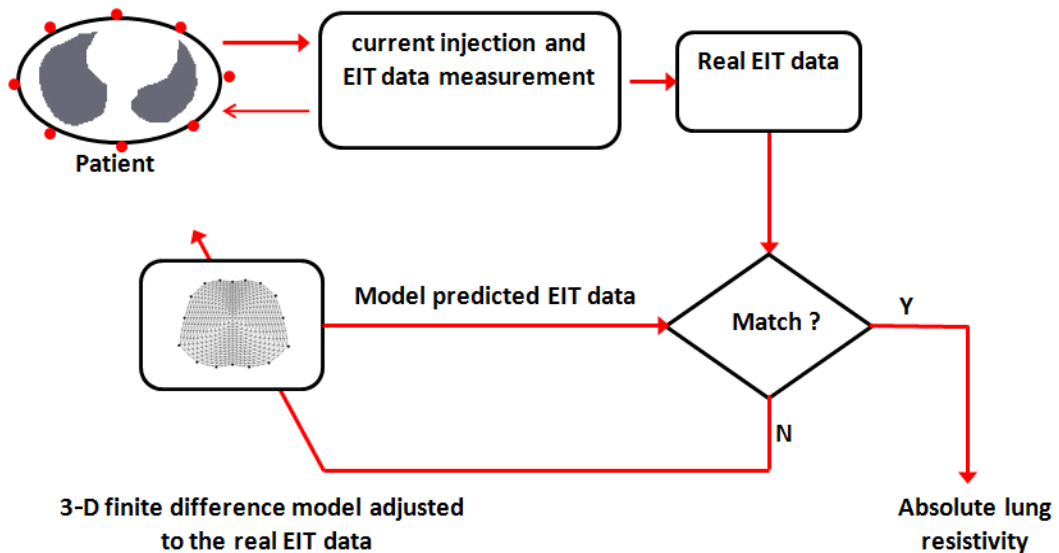 current injection and
EIT data measurement
Real EIT data
Patient
Model predicted EIT data
Match ?
Y
N
3-D finite difference model adjusted
to the real EIT data
Absolute lung
resistivity